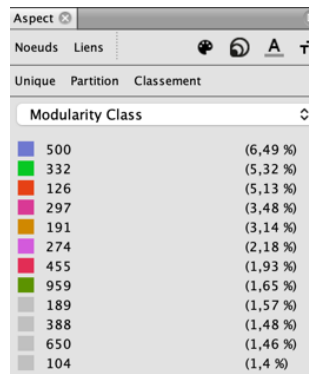 Aspect
Noeuds Liens A
Unique Partition Classement
Modularity Class
500 (6,49 %)
332 (5,32 %)
126 (5,13 %)
297 (3,48 %)
191 (3,14 %)
274 (2,18 %)
455 (1,93 %)
959 (1,65 %)
189 (1,57 %)
388 (1,48 %)
650 (1,46 %)
104 (1,4 %)